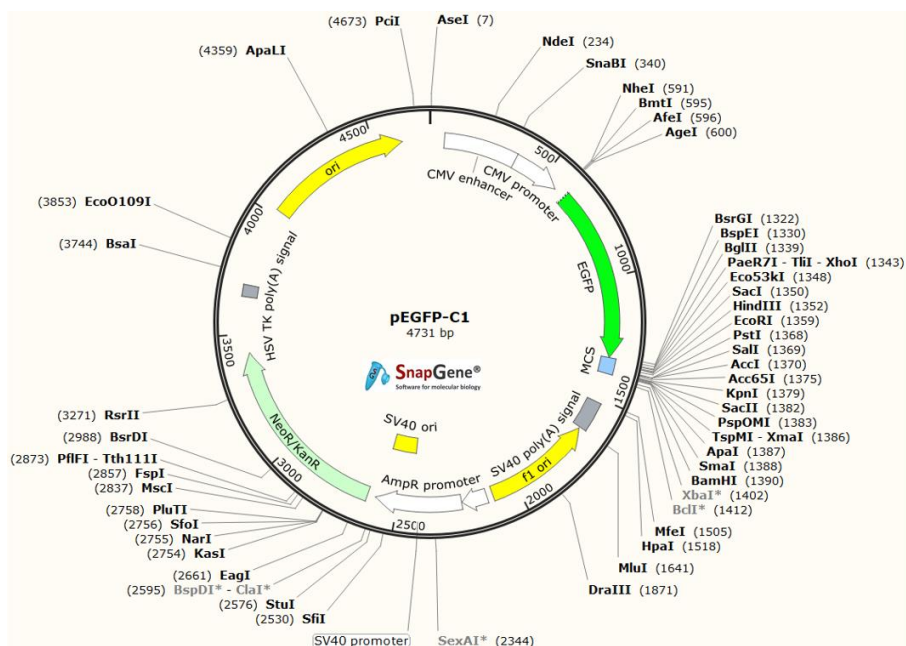 (4673) PciI
AseI (7)
(4359) ApaLI
NdeI (234)
SnaBI (340)
NheI (591)
BmtI (595)
AfeI (596)
AgeI (600)
(3853) EcoO109I
(3744) BsaI
BsrGI (1322)
BspEI (1330)
BglII (1339)
PaeR7I - TliI - XhoI (1343)
Eco53kI (1348)
SacI (1350)
HindIII (1352)
EcoRI (1359)
PstI (1368)
SalI (1369)
AccI (1370)
Acc65I (1375)
KpnI (1379)
SacII (1382)
PspOMI (1383)
TspMI - XmaI (1386)
ApaI (1387)
SmaI (1388)
BamHI (1390)
XbaI* (1402)
BclI* (1412)
MfeI (1505)
HpaI (1518)
MluI (1641)
DraIII (1871)
(3271) RsrII
(2988) BsrDI
(2873) PflFI - Tth111I
(2857) FspI
(2837) MscI
(2758) PluTI
(2756) SfoI
(2755) NarI
(2754) KasI
(2661) EagI
(2595) BspDI* - ClaI*
(2576) StuI
(2530) SfiI
SV40 promoter
SexAI* (2344)
500
1000
1500
2000
2500
3000
3500
4000
4500
ori
CMV enhancer
CMV promoter
EGFP
MCS
SV40 poly(A) signal
f1 ori
AmpR promoter
SV40 ori
NeoR/KanR
HSV TK poly(A) signal
pEGFP-C1
4731 bp
SnapGene®
Software for molecular biology